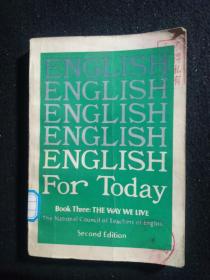 ENGLISH
ENGLISH
ENGLISH
ENGLISH
ENGLISH
For Today
Book Three: THE WAY WE LIVE
The National Council of Teachers of English
Second Edition